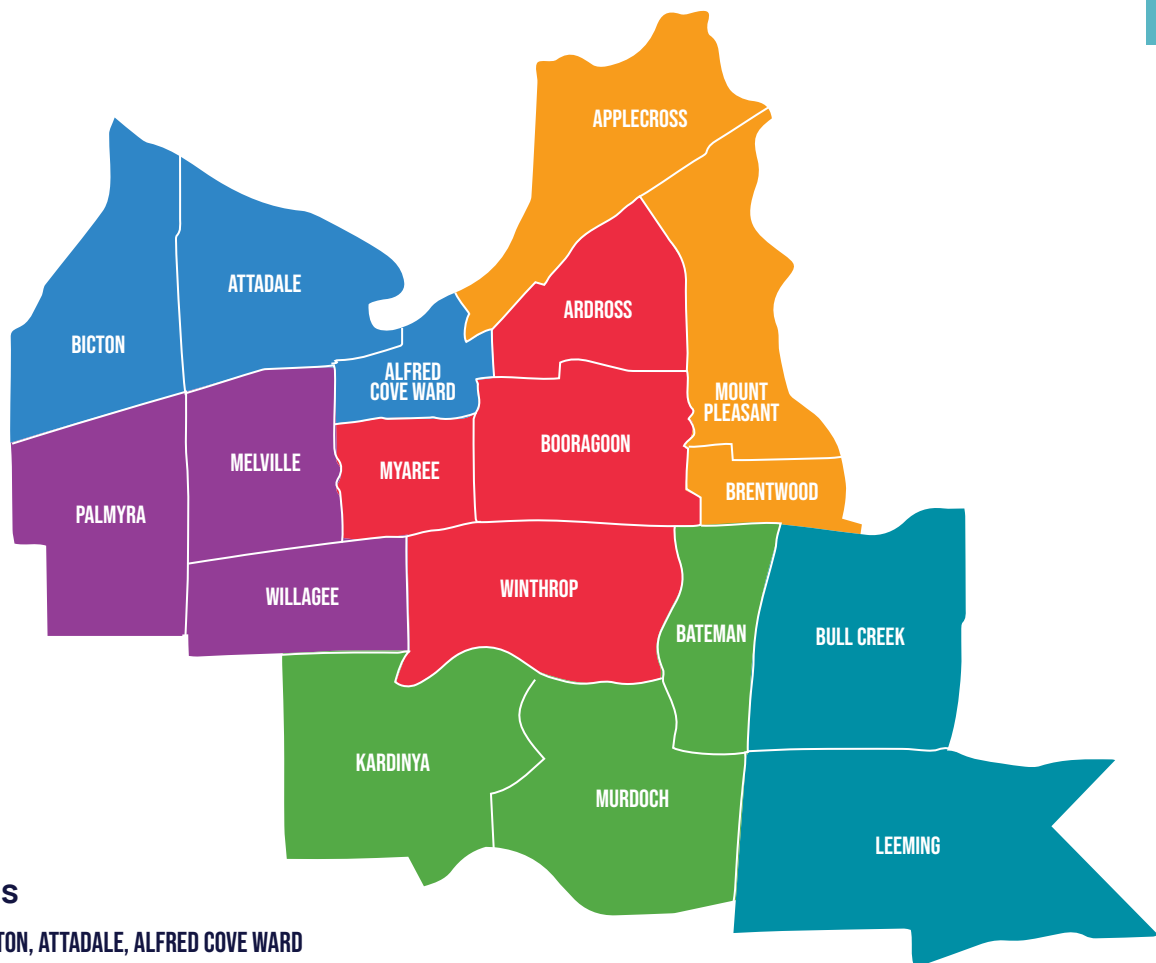 APPLECROSS
ATTADALE
ARDROSS
BICTON
ALFRED
COVE WARD
MOUNT
PLEASANT
BOORAGOON
MELVILLE
MYAREE
BRENTWOOD
PALMYRA
WINTHROP
WILLAGEE
BATEMAN
BULL CREEK
KARDINYA
MURDOCH
LEEMING
s
TON, ATTADALE, ALFRED COVE WARD